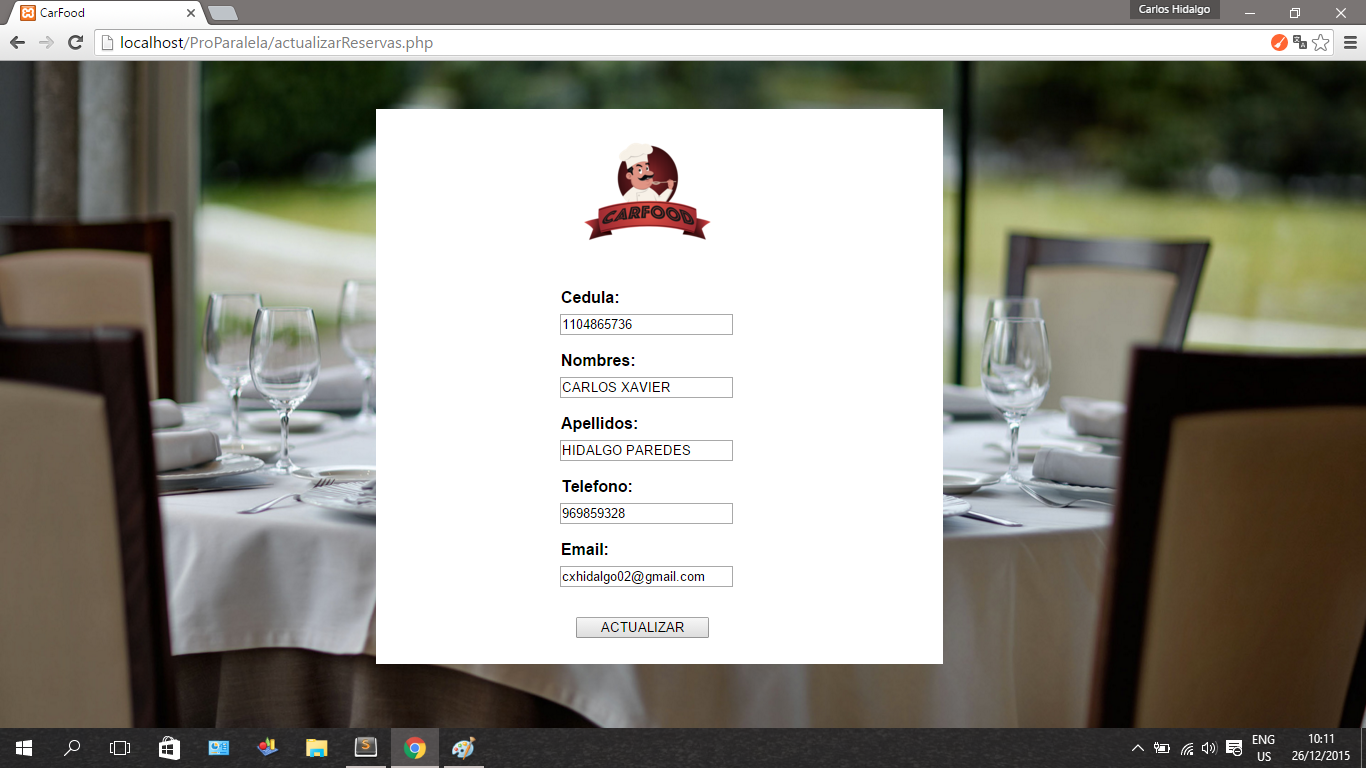 CarFood
Carlos Hidalgo
localhost/ProParalela/actualizarReservas.php
CARFOOD
Cedula:
1104865736
Nombres:
CARLOS XAVIER
Apellidos:
HIDALGO PAREDES
Telefono:
969859328
Email:
cxhidalgo02@gmail.com
ACTUALIZAR
ENG
US
10:11
26/12/2015